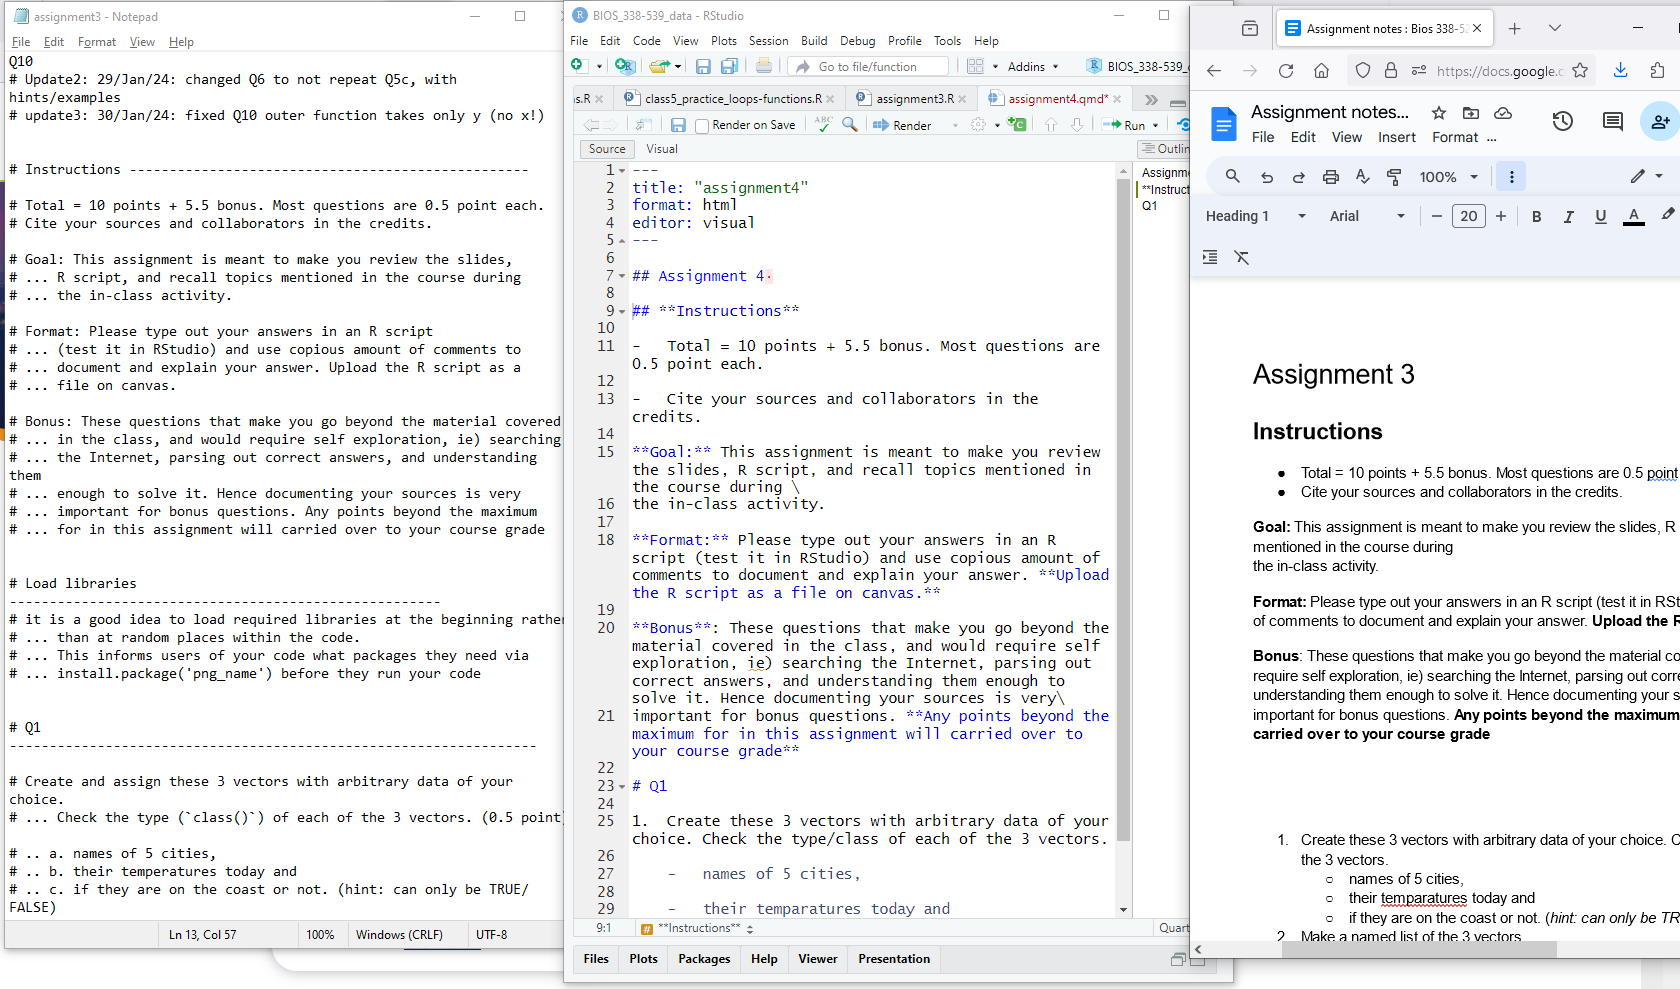 assignment3 - Notepad
File Edit Format View Help
Q10
# Update2: 29/Jan/24: changed Q6 to not repeat Q5c, with
hints/examples
# update3: 30/Jan/24: fixed Q10 outer function takes only y (no x!)
# Instructions --------------------------------------------------
# Total = 10 points + 5.5 bonus. Most questions are 0.5 point each.
# Cite your sources and collaborators in the credits.
# Goal: This assignment is meant to make you review the slides,
# ... R script, and recall topics mentioned in the course during
# ... the in-class activity.
# Format: Please type out your answers in an R script
# ... (test it in RStudio) and use copious amount of comments to
# ... document and explain your answer. Upload the R script as a
# ... file on canvas.
# Bonus: These questions that make you go beyond the material covered
# ... in the class, and would require self exploration, ie) searching
# ... the Internet, parsing out correct answers, and understanding
them
# ... enough to solve it. Hence documenting your sources is very
# ... important for bonus questions. Any points beyond the maximum
# ... for in this assignment will carried over to your course grade
# Load libraries
------------------------------------------------------
# it is a good idea to load required libraries at the beginning rather
# ... than at random places within the code.
# ... This informs users of your code what packages they need via
# ... install.package('png_name') before they run your code
# Q1
------------------------------------------------------------------
# Create and assign these 3 vectors with arbitrary data of your
choice.
# ... Check the type (`class()`) of each of the 3 vectors. (0.5 point
# .. a. names of 5 cities,
# .. b. their temperatures today and
# .. c. if they are on the coast or not. (hint: can only be TRUE/
FALSE)
Ln 13, Col 57 100% Windows (CRLF) UTF-8
BIOS_338-539_data - RStudio
File Edit Code View Plots Session Build Debug Profile Tools Help
Go to file/function Addins BIOS_338-539_
s.R class5_practice_loops-functions.R assignment3.R assignment4.qmd*
Render on Save ABC Render Run
Source Visual Outlin
1 ---
2 title: "assignment4"
3 format: html
4 editor: visual
5 ---
6
7 ## Assignment 4
8
9 ## **Instructions**
10
11 - Total = 10 points + 5.5 bonus. Most questions are
0.5 point each.
12
13 - Cite your sources and collaborators in the
credits.
14
15 **Goal:** This assignment is meant to make you review
the slides, R script, and recall topics mentioned in
the course during \
16 the in-class activity.
17
18 **Format:** Please type out your answers in an R
script (test it in RStudio) and use copious amount of
comments to document and explain your answer. **Upload
the R script as a file on canvas.**
19
20 **Bonus**: These questions that make you go beyond the
material covered in the class, and would require self
exploration, ie) searching the Internet, parsing out
correct answers, and understanding them enough to
solve it. Hence documenting your sources is very\
21 important for bonus questions. **Any points beyond the
maximum for in this assignment will carried over to
your course grade**
22
23 # Q1
24
25 1. Create these 3 vectors with arbitrary data of your
choice. Check the type/class of each of the 3 vectors.
26
27 - names of 5 cities,
28
29 - their temparatures today and
9:1 # **Instructions** Quart
Assignm
**Instruct
Q1
Files Plots Packages Help Viewer Presentation
Assignment notes : Bios 338-52
https://docs.google.c
Assignment notes...
File Edit View Insert Format ...
100%
Heading 1 Arial 20 B I U A
Assignment 3
Instructions
● Total = 10 points + 5.5 bonus. Most questions are 0.5 point
● Cite your sources and collaborators in the credits.
Goal: This assignment is meant to make you review the slides, R
mentioned in the course during
the in-class activity.
Format: Please type out your answers in an R script (test it in RSt
of comments to document and explain your answer. Upload the R
Bonus: These questions that make you go beyond the material co
require self exploration, ie) searching the Internet, parsing out corre
understanding them enough to solve it. Hence documenting your s
important for bonus questions. Any points beyond the maximum
carried over to your course grade
1. Create these 3 vectors with arbitrary data of your choice. C
the 3 vectors.
○ names of 5 cities,
○ their temparatures today and
○ if they are on the coast or not. (hint: can only be TR
2. Make a named list of the 3 vectors